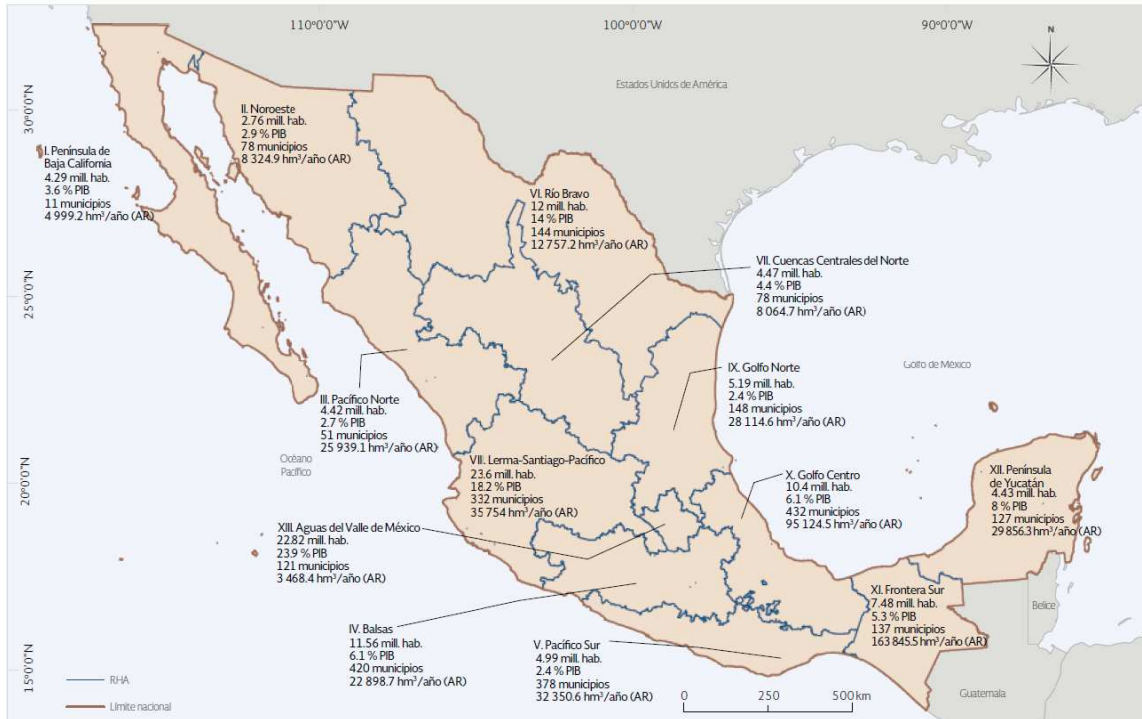 110°0'0"N
100°0'0"N
90°0'0"N
N
Estados Unidos de América
30°0'0"N
25°0'0"N
20°0'0"N
15°0'0"N
II. Noroeste
2.76 mill. hab.
2.9 % PIB
78 municipios
8 324.9 hm³/año (AR)
I. Península de
Baja California
4.29 mill. hab.
3.6 % PIB
11 municipios
4 999.2 hm³/año (AR)
VI. Río Bravo
12 mill. hab.
14 % PIB
144 municipios
12 757.2 hm³/año (AR)
VII. Cuencas Centrales del Norte
4.47 mill. hab.
4.4 % PIB
78 municipios
8 064.7 hm³/año (AR)
IX. Golfo Norte
5.19 mill. hab.
2.4 % PIB
148 municipios
28 114.6 hm³/año (AR)
Golfo de México
III. Pacífico Norte
4.42 mill. hab.
2.7 % PIB
51 municipios
25 939.1 hm³/año (AR)
Océano
Pacífico
VII. Lerma-Santiago-Pacífico
23.6 mill. hab.
18.2 % PIB
332 municipios
35 754 hm³/año (AR)
X. Golfo Centro
10.4 mill. hab.
6.1 % PIB
432 municipios
95 124.5 hm³/año (AR)
XII. Península
de Yucatán
4.43 mill. hab.
8 % PIB
127 municipios
29 856.3 hm³/año (AR)
XIII. Aguas del Valle de México
22.82 mill. hab.
23.9 % PIB
121 municipios
3 468.4 hm³/año (AR)
XI. Frontera Sur
7.48 mill. hab.
5.3 % PIB
137 municipios
163 845.5 hm³/año (AR)
Belice
IV. Balsas
11.56 mill. hab.
6.1 % PIB
420 municipios
22 898.7 hm³/año (AR)
V. Pacífico Sur
4.99 mill. hab.
2.4 % PIB
378 municipios
32 350.6 hm³/año (AR)
Guatemala
RHA
Límite nacional
0 250 500 km